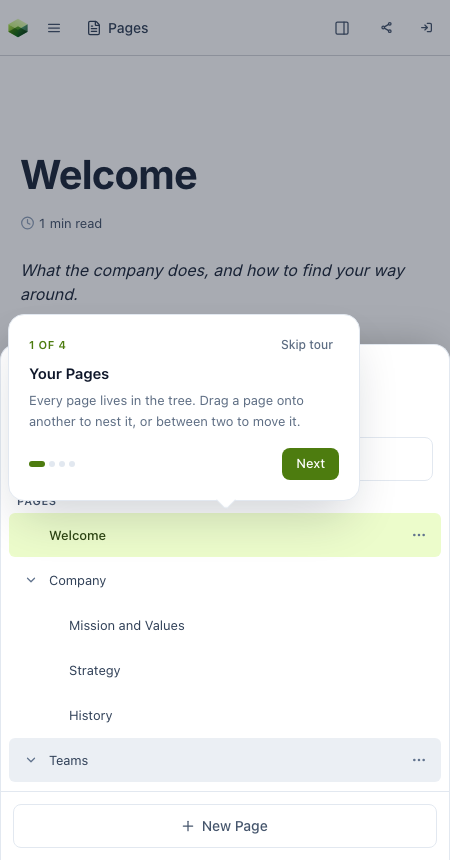 Pages
Welcome
1 min read
What the company does, and how to find your way
around.
1 OF 4
Skip tour
Your Pages
Every page lives in the tree. Drag a page onto
another to nest it, or between two to move it.
Next
PAGES
Welcome
Company
Mission and Values
Strategy
History
Teams
New Page